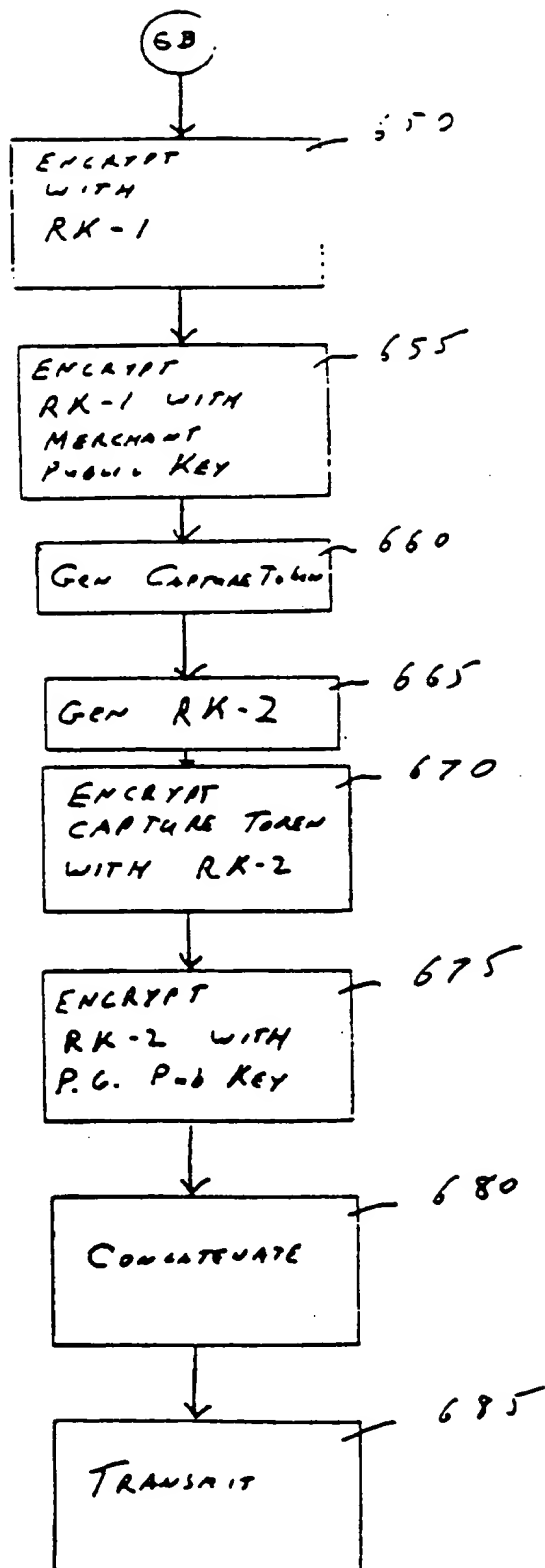 6B
650
ENCRYPT
WITH
RK-1
655
ENCRYPT
RK-1 WITH
MERCHANT
PUBLIC KEY
660
GEN CAPTURE TOKEN
665
GEN RK-2
670
ENCRYPT
CAPTURE TOKEN
WITH RK-2
675
ENCRYPT
RK-2 WITH
P.G. PUB KEY
680
CONCATENATE
685
TRANSMIT